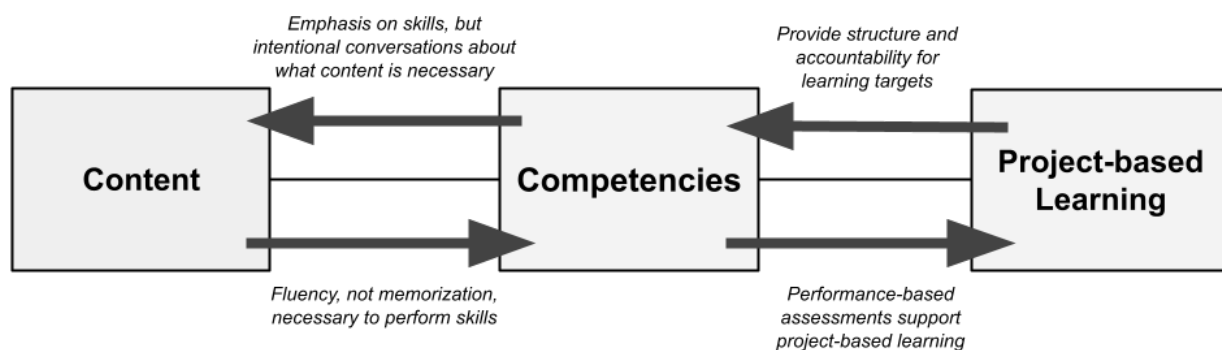 Emphasis on skills, but
intentional conversations about
what content is necessary
Provide structure and
accountability for
learning targets
Content
Competencies
Project-based
Learning
Fluency, not memorization,
necessary to perform skills
Performance-based
assessments support
project-based learning